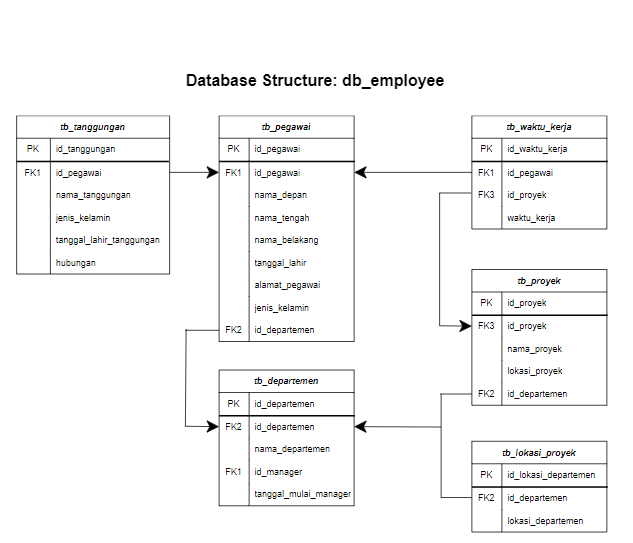 Database Structure: db_employee
tb_tanggungan
PK id_tanggungan
FK1 id_pegawai
nama_tanggungan
jenis_kelamin
tanggal_lahir_tanggungan
hubungan
tb_pegawai
PK id_pegawai
FK1 id_pegawai
nama_depan
nama_tengah
nama_belakang
tanggal_lahir
alamat_pegawai
jenis_kelamin
FK2 id_departemen
tb_departemen
PK id_departemen
FK2 id_departemen
nama_departemen
FK1 id_manager
tanggal_mulai_manager
tb_waktu_kerja
PK id_waktu_kerja
FK1 id_pegawai
FK3 id_proyek
waktu_kerja
tb_proyek
PK id_proyek
FK3 id_proyek
nama_proyek
lokasi_proyek
FK2 id_departemen
tb_lokasi_proyek
PK id_lokasi_departemen
FK2 id_departemen
lokasi_departemen